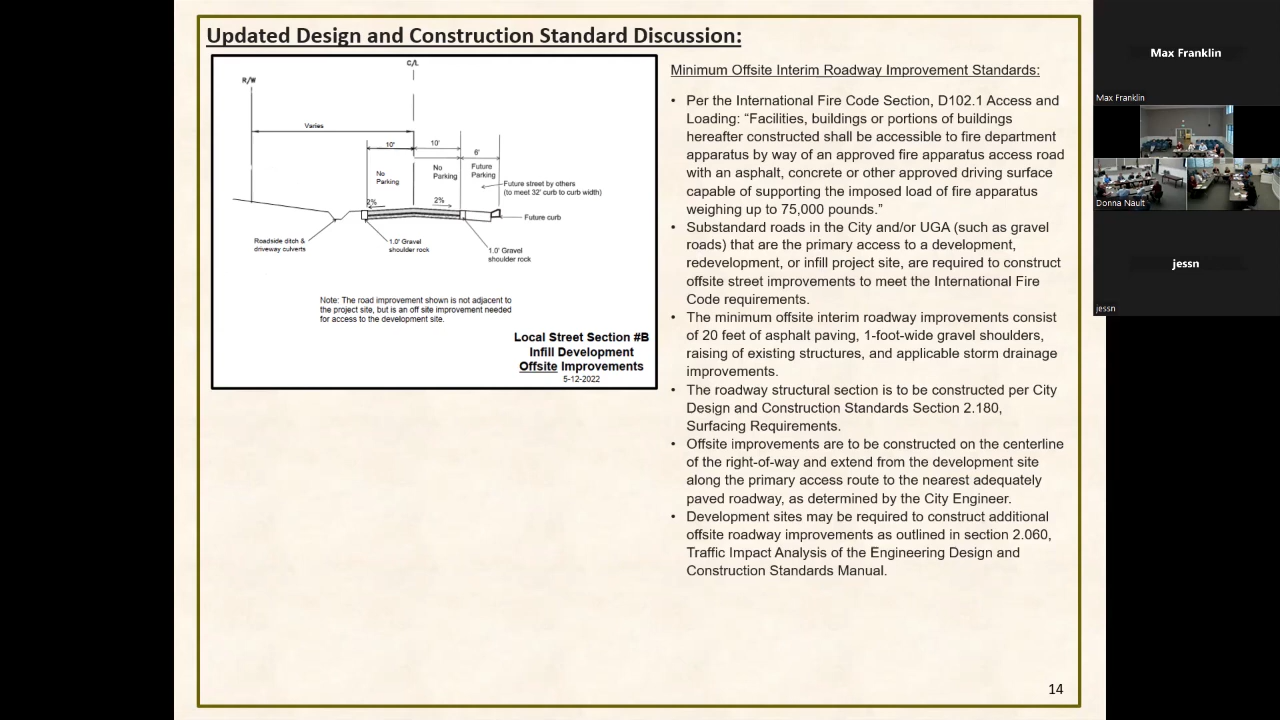 Updated Design and Construction Standard Discussion:
C/L
R/W
Varies
10'
10'
6'
No
Parking
No
Parking
Future
Parking
2%
2%
Future street by others
(to meet 32' curb to curb width)
Future curb
Roadside ditch &
driveway culverts
1.0' Gravel
shoulder rock
1.0' Gravel
shoulder rock
Note: The road improvement shown is not adjacent to
the project site, but is an off site improvement needed
for access to the development site.
Local Street Section #B
Infill Development
Offsite Improvements
5-12-2022
Minimum Offsite Interim Roadway Improvement Standards:
• Per the International Fire Code Section, D102.1 Access and
Loading: “Facilities, buildings or portions of buildings
hereafter constructed shall be accessible to fire department
apparatus by way of an approved fire apparatus access road
with an asphalt, concrete or other approved driving surface
capable of supporting the imposed load of fire apparatus
weighing up to 75,000 pounds.”
• Substandard roads in the City and/or UGA (such as gravel
roads) that are the primary access to a development,
redevelopment, or infill project site, are required to construct
offsite street improvements to meet the International Fire
Code requirements.
• The minimum offsite interim roadway improvements consist
of 20 feet of asphalt paving, 1-foot-wide gravel shoulders,
raising of existing structures, and applicable storm drainage
improvements.
• The roadway structural section is to be constructed per City
Design and Construction Standards Section 2.180,
Surfacing Requirements.
• Offsite improvements are to be constructed on the centerline
of the right-of-way and extend from the development site
along the primary access route to the nearest adequately
paved roadway, as determined by the City Engineer.
• Development sites may be required to construct additional
offsite roadway improvements as outlined in section 2.060,
Traffic Impact Analysis of the Engineering Design and
Construction Standards Manual.
14
Max Franklin
Max Franklin
Donna Nault
jessn
jessn